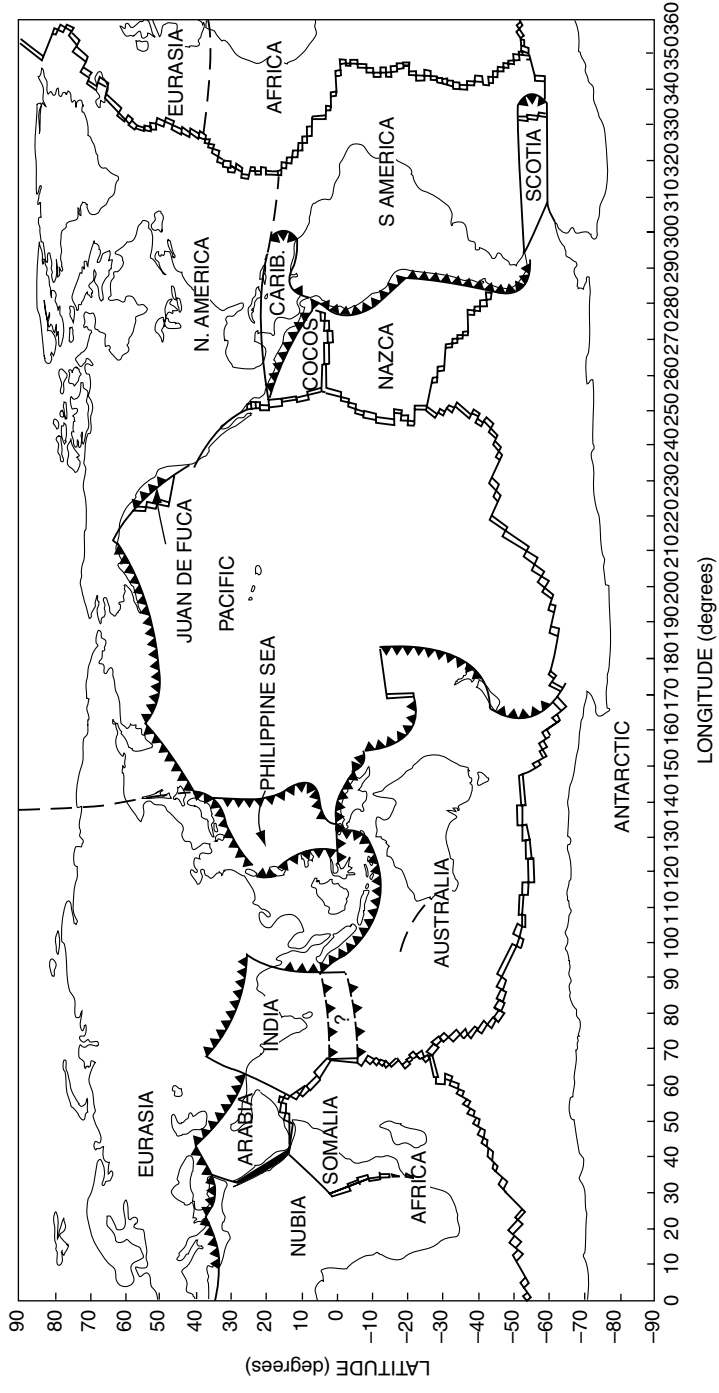 90
80
70
60
50
40
30
20
10
0
–10
–20
–30
–40
–50
–60
–70
–80
–90
LATITUDE (degrees)
0 10 20 30 40 50 60 70 80 90 100 110 120 130 140 150 160 170 180 190 200 210 220 230 240 250 260 270 280 290 300 310 320 330 340 350 360
LONGITUDE (degrees)
EURASIA
ARABIA
INDIA
NUBIA
SOMALIA
AFRICA
?
AUSTRALIA
PHILIPPINE SEA
ANTARCTIC
JUAN DE FUCA
PACIFIC
N. AMERICA
COCOS
CARIB.
NAZCA
S AMERICA
SCOTIA
EURASIA
AFRICA